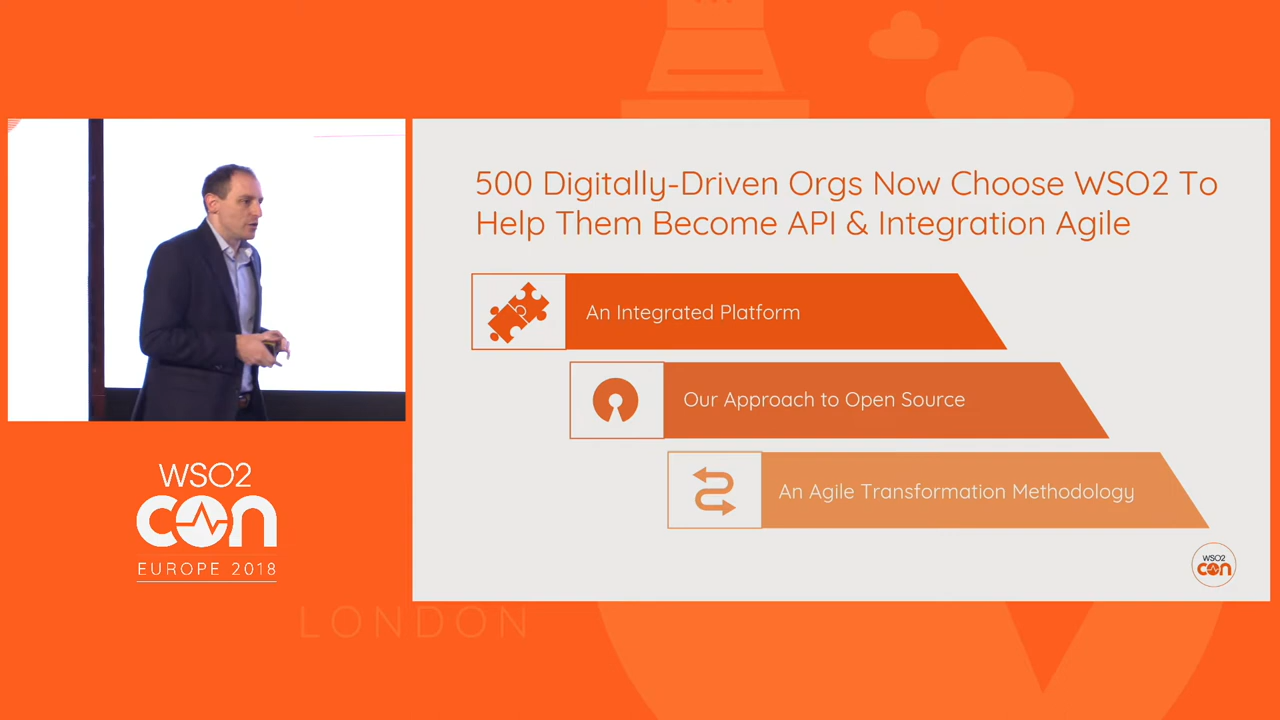 500 Digitally-Driven Orgs Now Choose WSO2 To
Help Them Become API & Integration Agile
An Integrated Platform
Our Approach to Open Source
An Agile Transformation Methodology
WSO2
con
WSO2
con
EUROPE 2018
LONDON